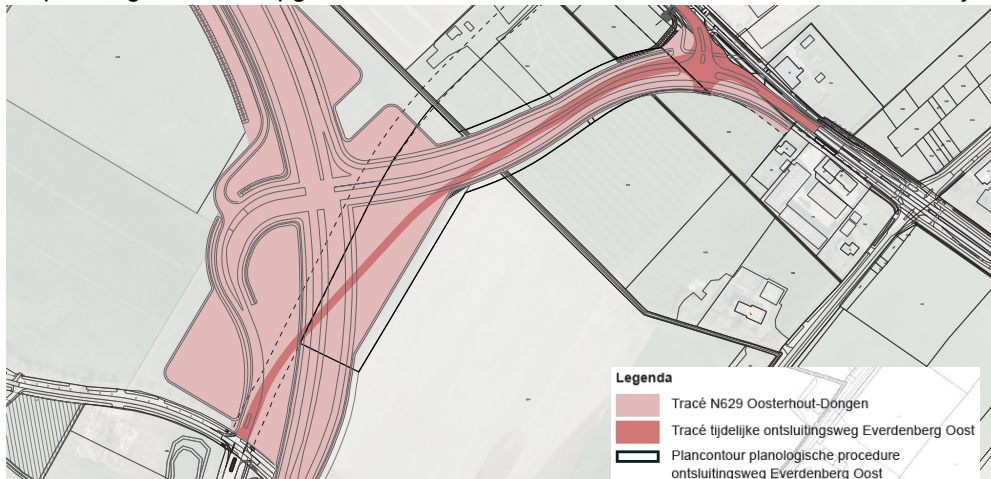 Legenda
Tracé N629 Oosterhout-Dongen
Tracé tijdelijke ontsluitingsweg Everdenberg Oost
Plancontour planologische procedure
ontsluitingsweg Everdenberg Oost